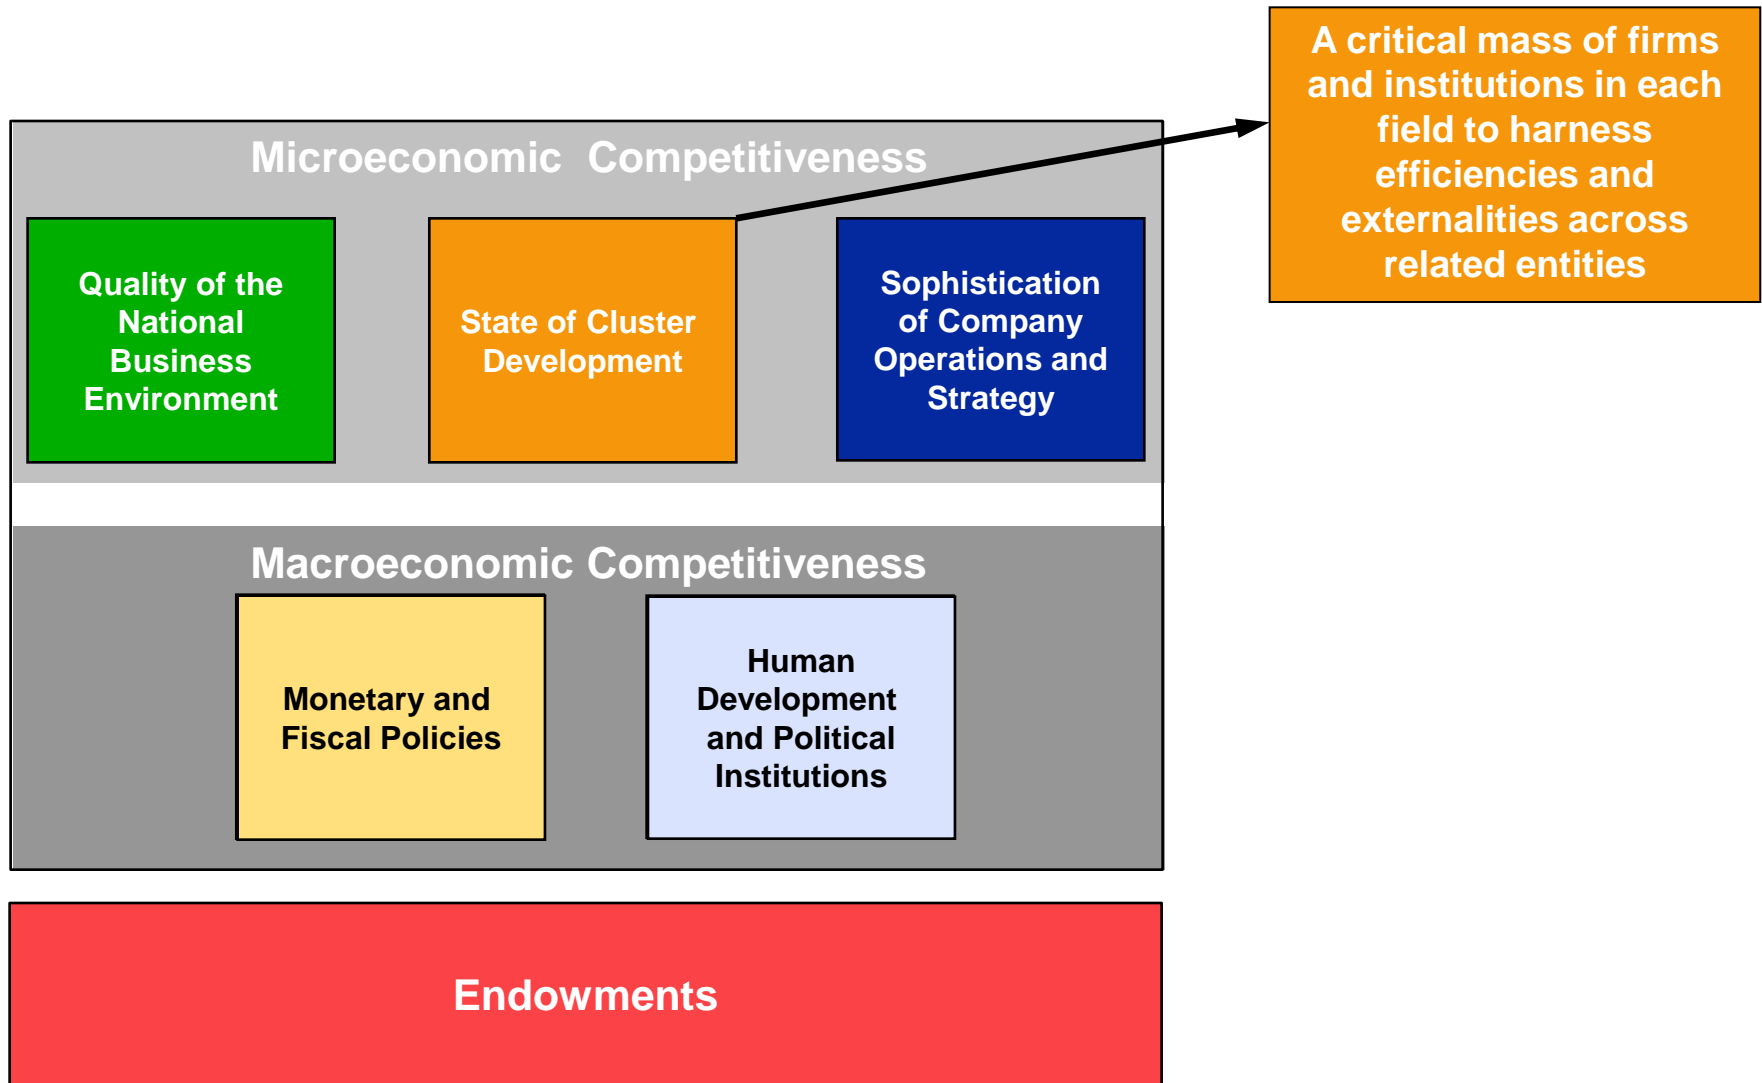 A critical mass of firms
and institutions in each
field to harness
efficiencies and
externalities across
related entities
Microeconomic Competitiveness
Quality of the
National
Business
Environment
State of Cluster
Development
Sophistication
of Company
Operations and
Strategy
Macroeconomic Competitiveness
Monetary and
Fiscal Policies
Human
Development
and Political
Institutions
Endowments